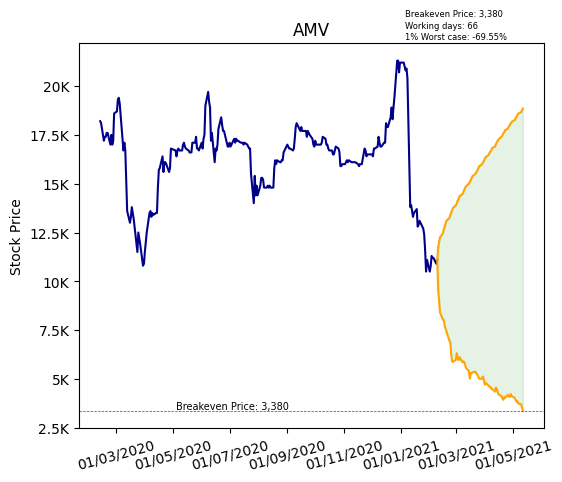 Breakeven Price: 3,380
Working days: 66
1% Worst case: -69.55%
AMV
Stock Price
20K
17.5K
15K
12.5K
10K
7.5K
5K
2.5K
Breakeven Price: 3,380
01/03/2020 01/05/2020 01/07/2020 01/09/2020 01/11/2020 01/01/2021 01/03/2021 01/05/2021